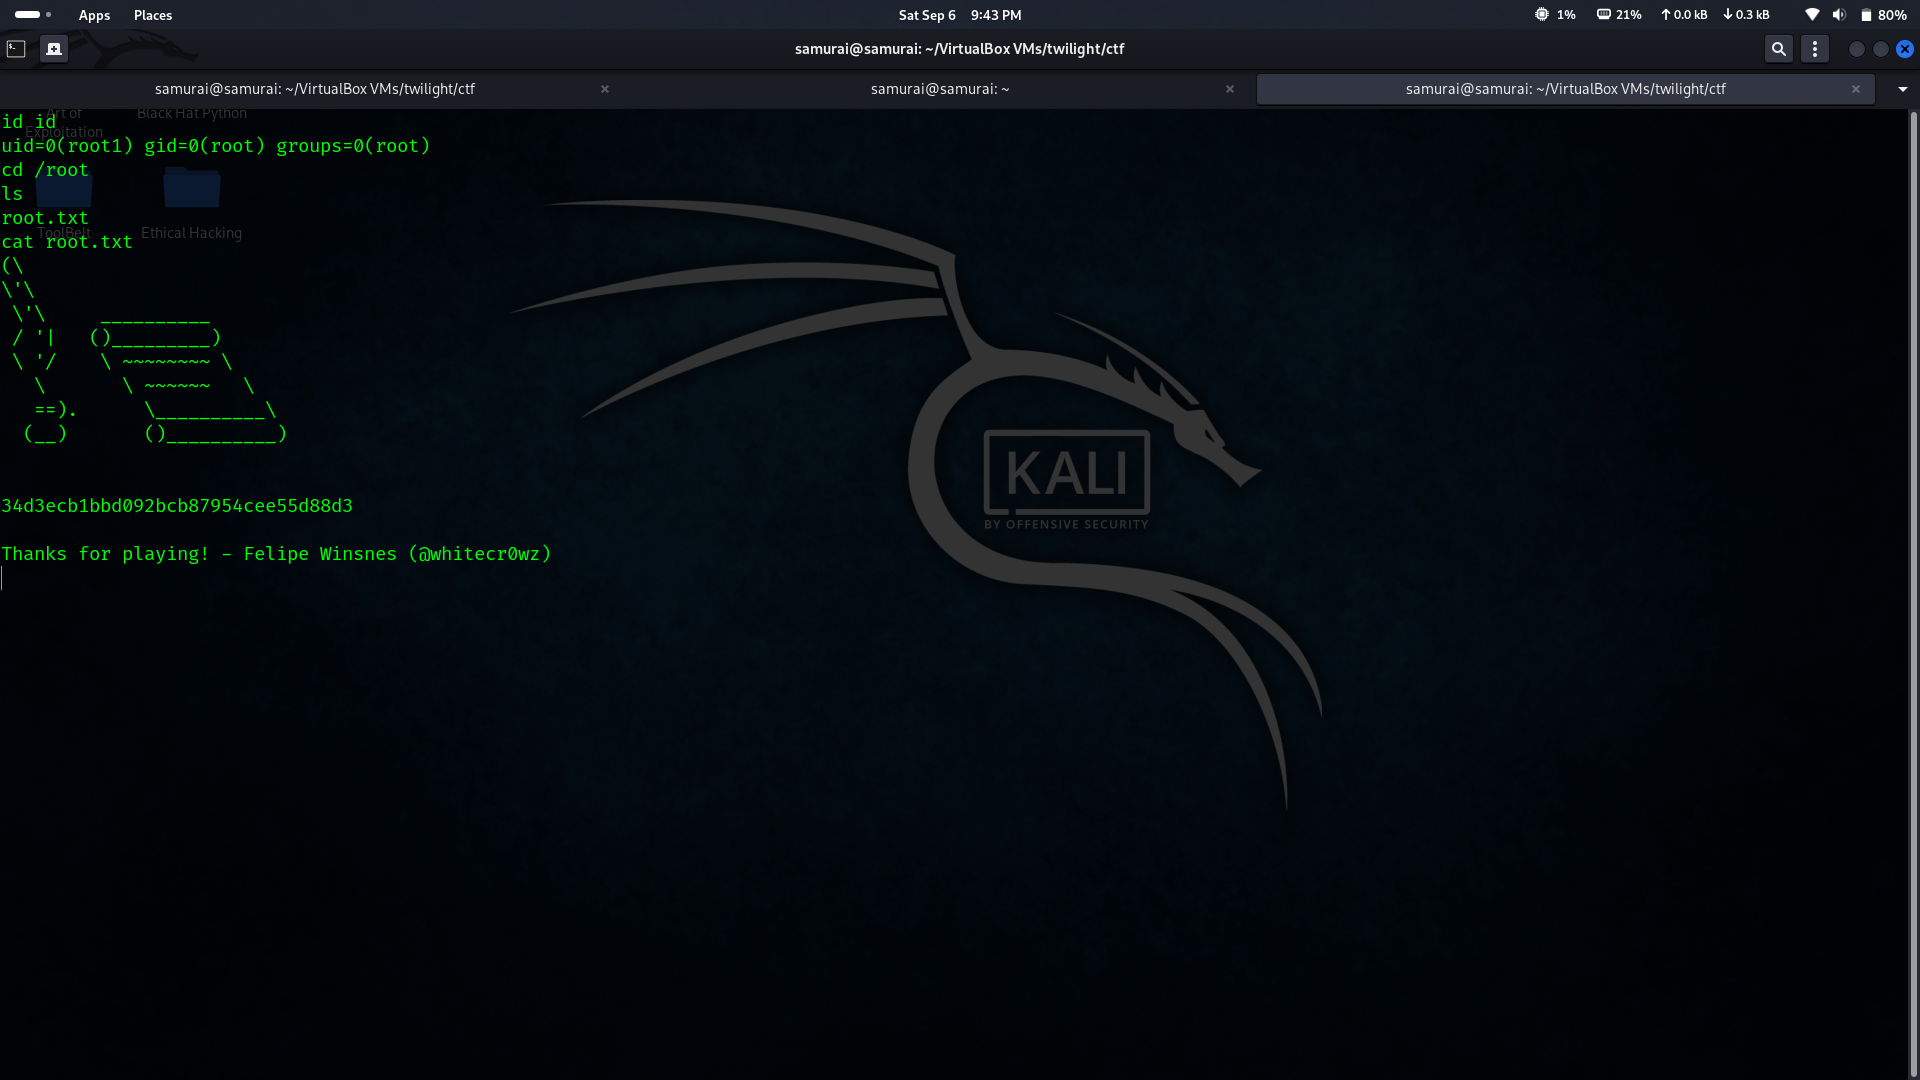 Apps Places Sat Sep 6 9:43 PM 1% 21% 0.0 kB 0.3 kB 80%
samurai@samurai: ~/VirtualBox VMs/twilight/ctf
samurai@samurai: ~/VirtualBox VMs/twilight/ctf samurai@samurai: ~ samurai@samurai: ~/VirtualBox VMs/twilight/ctf
Art of Black Hat Python
id id
Exploitation
uid=0(root1) gid=0(root) groups=0(root)
cd /root
ls
root.txt
ToolBelt Ethical Hacking
cat root.txt
(\
\'\
 \'\     __________
 / '|   ()_________)
 \ '/    \ ~~~~~~~~ \
   \       \ ~~~~~~   \
   ==).      \__________\
  (__)       ()__________)
34d3ecb1bbd092bcb87954cee55d88d3
Thanks for playing! - Felipe Winsnes (@whitecr0wz)
KALI
BY OFFENSIVE SECURITY